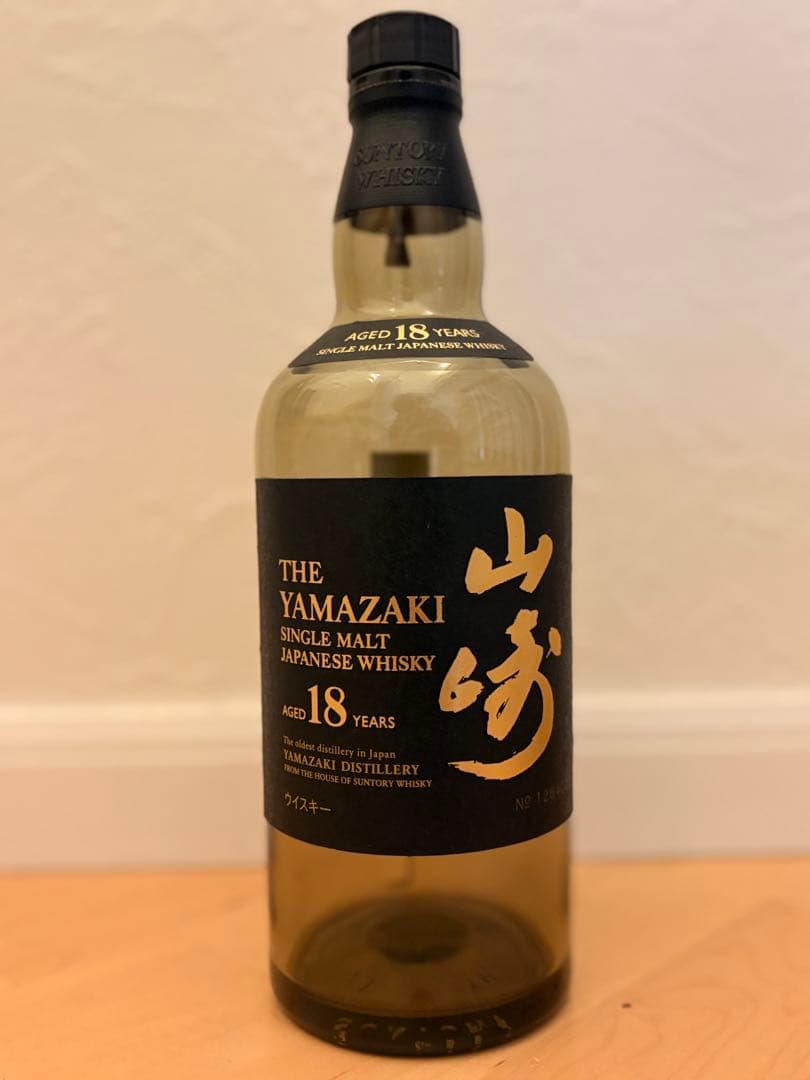 SUNTORY
WHISKY
AGED 18 YEARS
SINGLE MALT JAPANESE WHISKY
THE
YAMAZAKI
SINGLE MALT
JAPANESE WHISKY
AGED 18 YEARS
The oldest distillery in Japan
YAMAZAKI DISTILLERY
FROM THE HOUSE OF SUNTORY WHISKY
ウイスキー
山崎
№